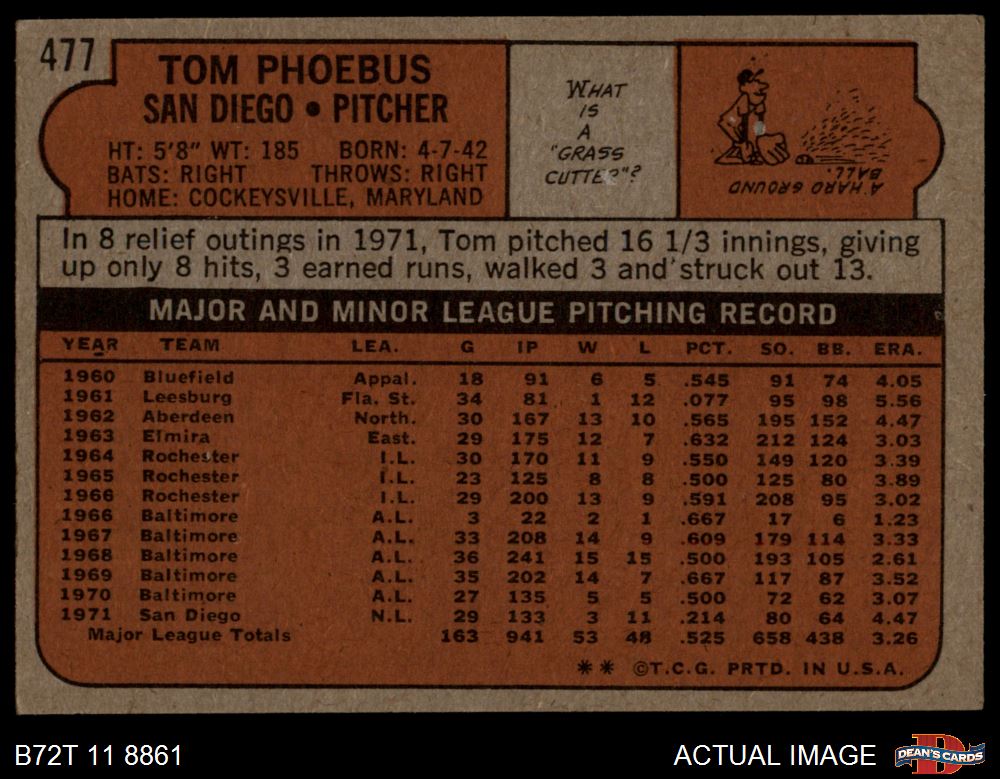 477
TOM PHOEBUS
SAN DIEGO • PITCHER
HT: 5'8" WT: 185 BORN: 4-7-42
BATS: RIGHT THROWS: RIGHT
HOME: COCKEYSVILLE, MARYLAND
WHAT
IS
A
"GRASS
CUTTER"?
A HARD GROUND
BALL.
In 8 relief outings in 1971, Tom pitched 16 1/3 innings, giving
up only 8 hits, 3 earned runs, walked 3 and struck out 13.
MAJOR AND MINOR LEAGUE PITCHING RECORD
YEAR TEAM LEA. G IP W L PCT. SO. BB. ERA.
1960 Bluefield Appal. 18 91 6 5 .545 91 74 4.05
1961 Leesburg Fla. St. 34 81 1 12 .077 95 98 5.56
1962 Aberdeen North. 30 167 13 10 .565 195 152 4.47
1963 Elmira East. 29 175 12 7 .632 212 124 3.03
1964 Rochester I.L. 30 170 11 9 .550 149 120 3.39
1965 Rochester I.L. 23 125 8 8 .500 125 80 3.89
1966 Rochester I.L. 29 200 13 9 .591 208 95 3.02
1966 Baltimore A.L. 3 22 2 1 .667 17 6 1.23
1967 Baltimore A.L. 33 208 14 9 .609 179 114 3.33
1968 Baltimore A.L. 36 241 15 15 .500 193 105 2.61
1969 Baltimore A.L. 35 202 14 7 .667 117 87 3.52
1970 Baltimore A.L. 27 135 5 5 .500 72 62 3.07
1971 San Diego N.L. 29 133 3 11 .214 80 64 4.47
Major League Totals 163 941 53 48 .525 658 438 3.26
** ©T.C.G. PRTD. IN U.S.A.
B72T 11 8861
ACTUAL IMAGE
DEAN'S CARDS